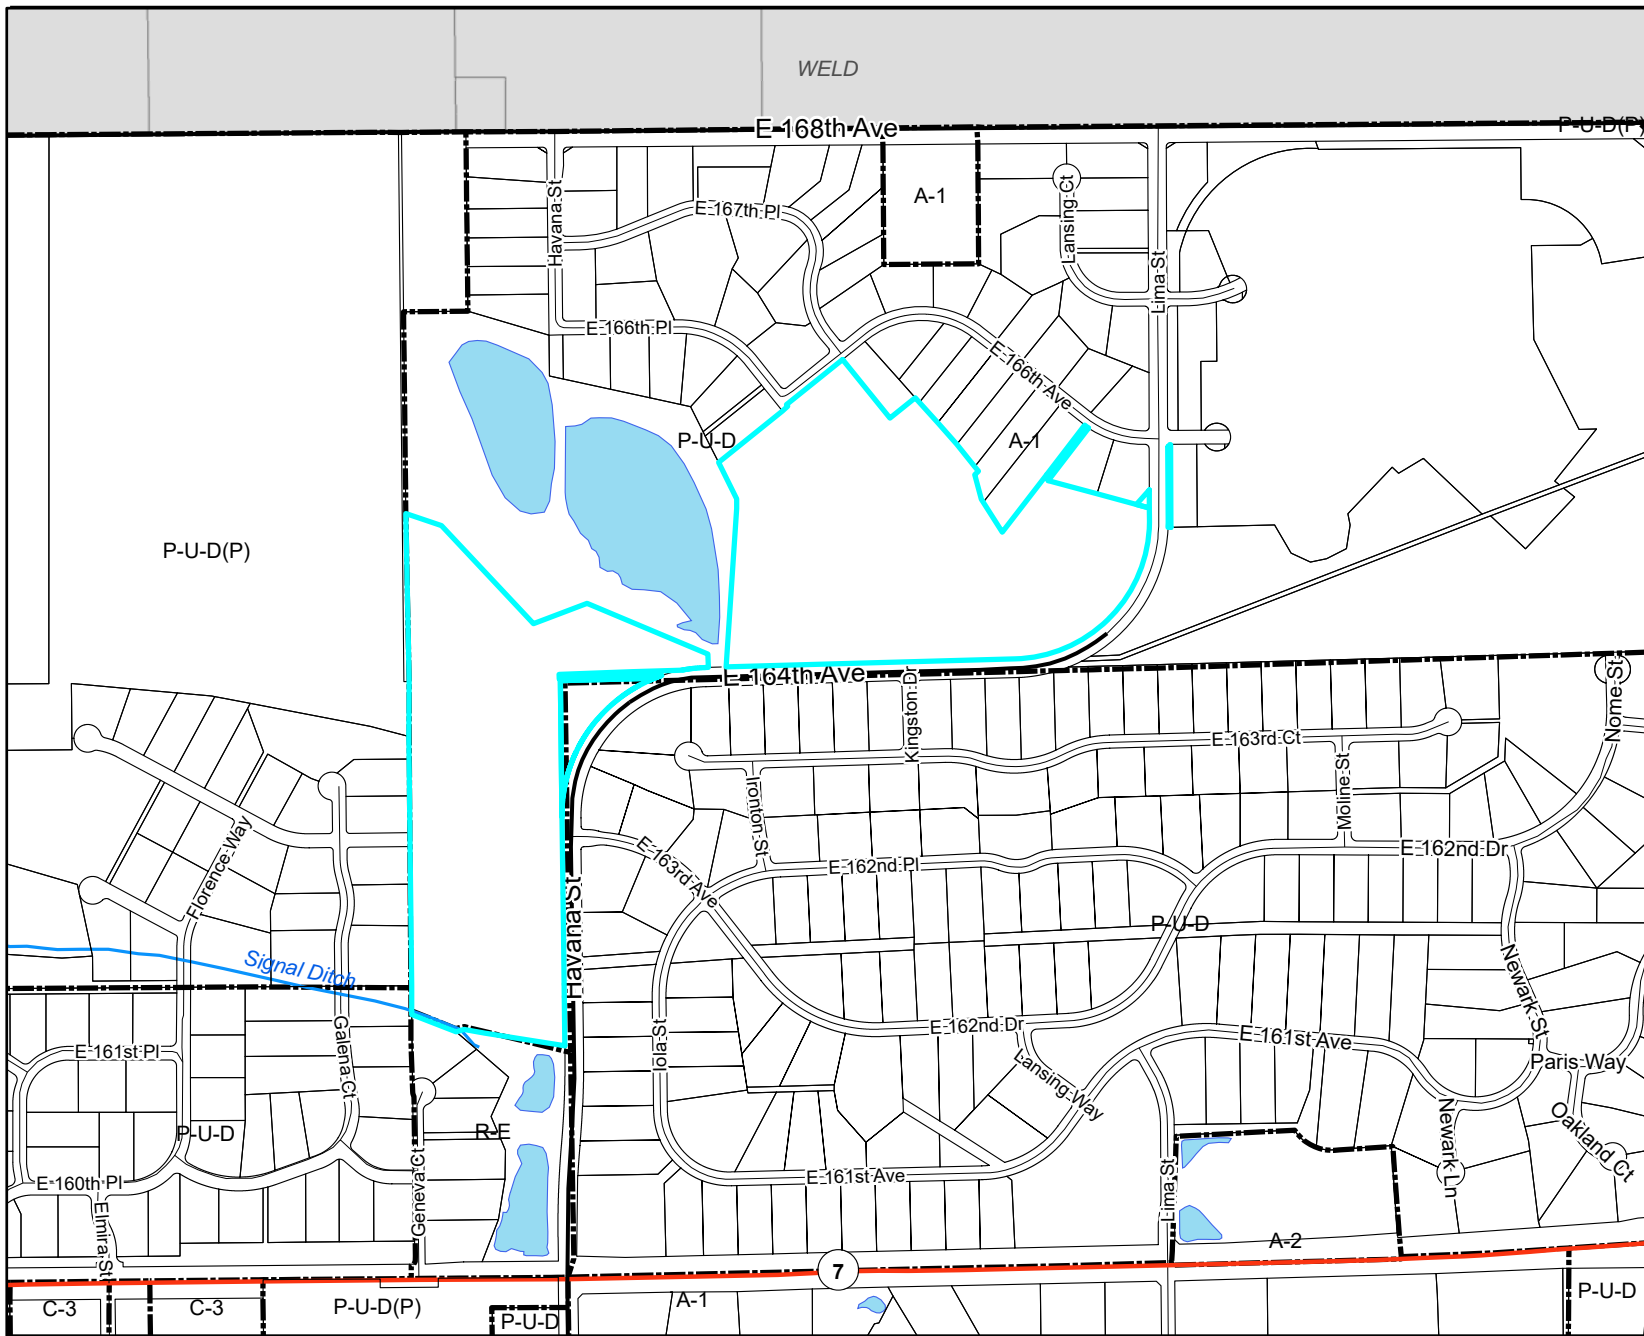 WELD
E 168th Ave
P-U-D(P)
A-1
Havana St
E 167th Pl
Lansing Ct
Lima St
E 166th Pl
E 166th Ave
P-U-D
A-1
P-U-D(P)
E 164th Ave
Kingston Dr
Nome St
E 163rd Ct
Moline St
Ironton St
Florence Way
E 163rd Ave
E 162nd Pl
E 162nd Dr
Havana St
P-U-D
Signal Ditch
Newark St
Galena Ct
Iola St
E 162nd Dr
E 161st Ave
E 161st Pl
Lansing Way
Paris Way
P-U-D
R-E
Newark Ln
Oakland Ct
E 160th Pl
Elmira St
Geneva Ct
E 161st Ave
Lima St
A-2
7
C-3
C-3
P-U-D(P)
P-U-D
A-1
P-U-D